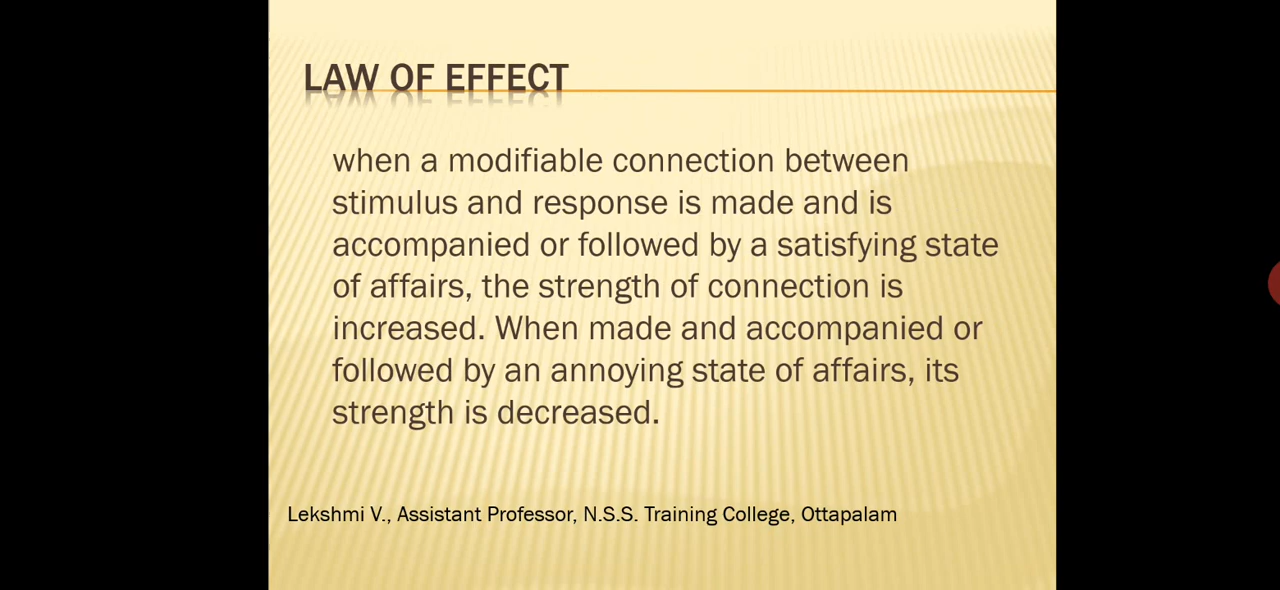 LAW OF EFFECT
when a modifiable connection between
stimulus and response is made and is
accompanied or followed by a satisfying state
of affairs, the strength of connection is
increased. When made and accompanied or
followed by an annoying state of affairs, its
strength is decreased.
Lekshmi V., Assistant Professor, N.S.S. Training College, Ottapalam